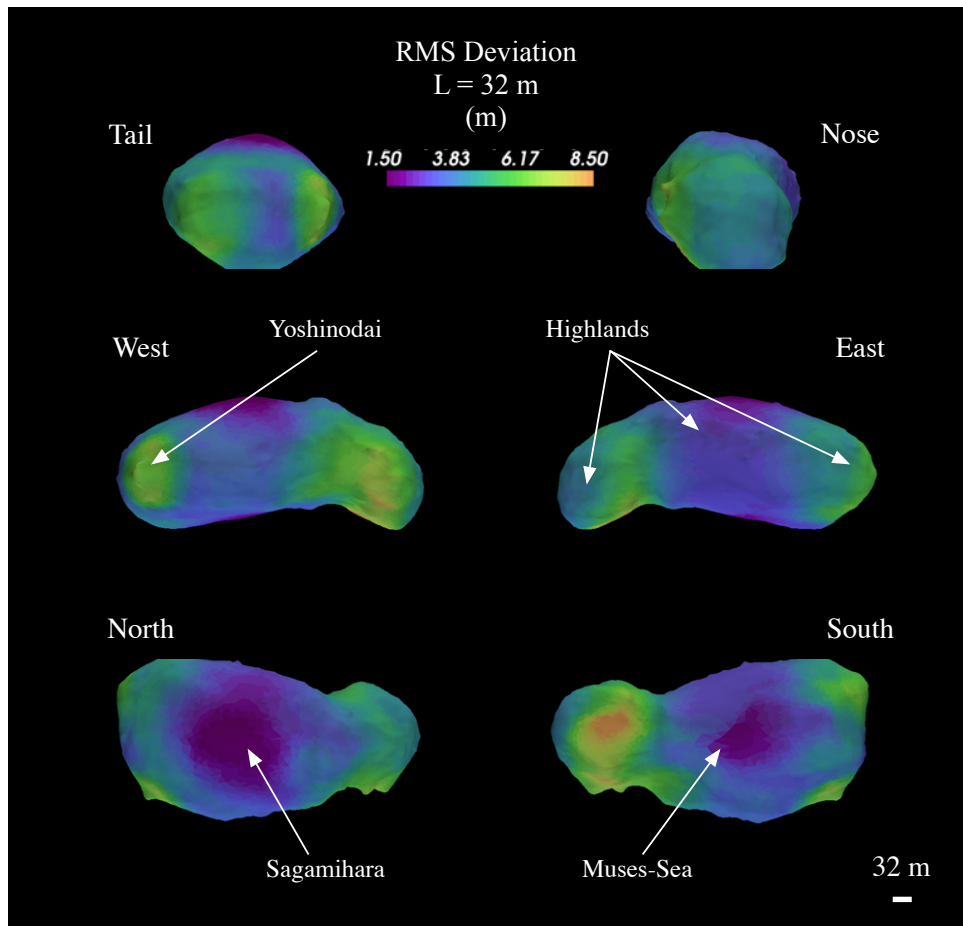 RMS Deviation
L = 32 m
(m)
Tail
Nose
1.50 3.83 6.17 8.50
Yoshinodai
Highlands
West
East
North
South
Sagamihara
Muses-Sea
32 m